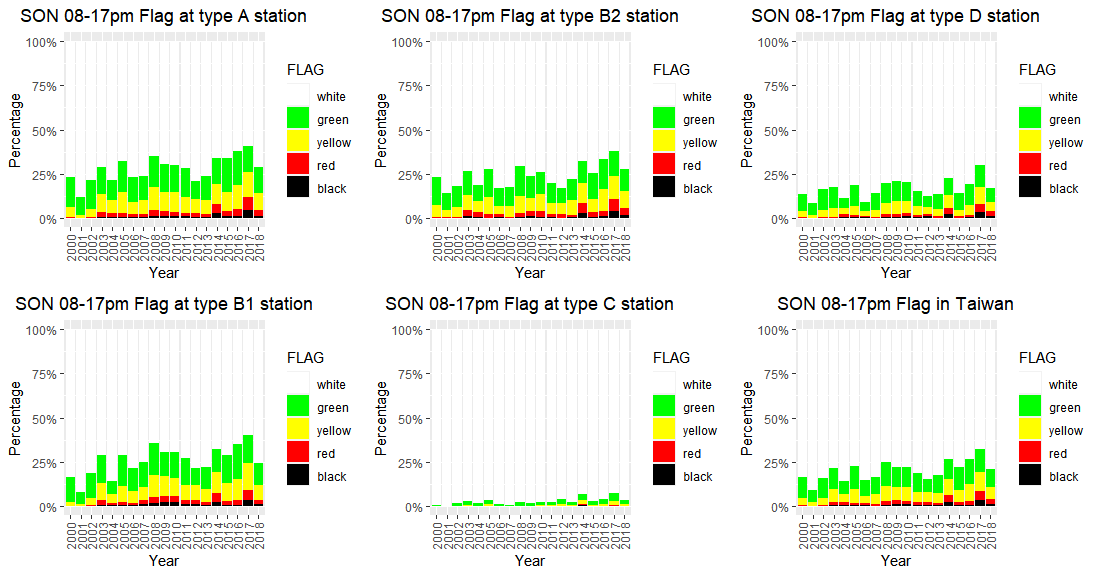 SON 08-17pm Flag at type A station
100%
75%
50%
25%
0%
Percentage
2000 2001 2002 2003 2004 2005 2006 2007 2008 2009 2010 2011 2012 2013 2014 2015 2016 2017 2018
Year
FLAG
white
green
yellow
red
black
SON 08-17pm Flag at type B2 station
100%
75%
50%
25%
0%
Percentage
2000 2001 2002 2003 2004 2005 2006 2007 2008 2009 2010 2011 2012 2013 2014 2015 2016 2017 2018
Year
FLAG
white
green
yellow
red
black
SON 08-17pm Flag at type D station
100%
75%
50%
25%
0%
Percentage
2000 2001 2002 2003 2004 2005 2006 2007 2008 2009 2010 2011 2012 2013 2014 2015 2016 2017 2018
Year
FLAG
white
green
yellow
red
black
SON 08-17pm Flag at type B1 station
100%
75%
50%
25%
0%
Percentage
2000 2001 2002 2003 2004 2005 2006 2007 2008 2009 2010 2011 2012 2013 2014 2015 2016 2017 2018
Year
FLAG
white
green
yellow
red
black
SON 08-17pm Flag at type C station
100%
75%
50%
25%
0%
Percentage
2000 2001 2002 2003 2004 2005 2006 2007 2008 2009 2010 2011 2012 2013 2014 2015 2016 2017 2018
Year
FLAG
white
green
yellow
red
black
SON 08-17pm Flag in Taiwan
100%
75%
50%
25%
0%
Percentage
2000 2001 2002 2003 2004 2005 2006 2007 2008 2009 2010 2011 2012 2013 2014 2015 2016 2017 2018
Year
FLAG
white
green
yellow
red
black